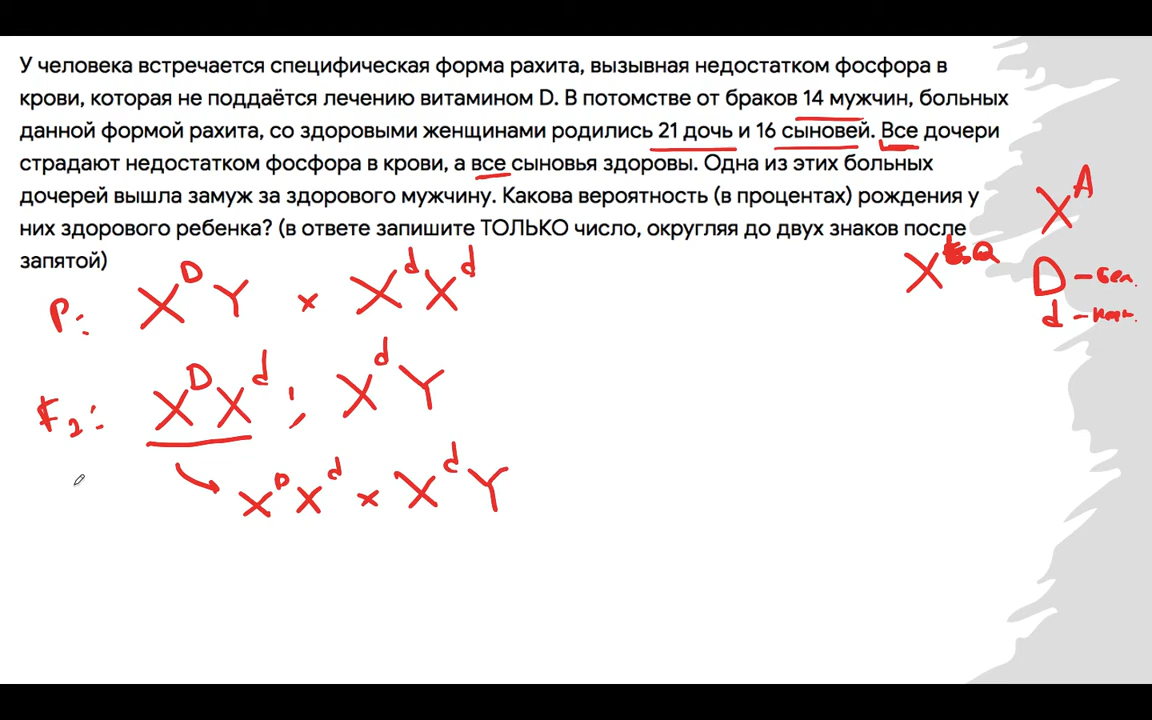 У человека встречается специфическая форма рахита, вызывная недостатком фосфора в
крови, которая не поддаётся лечению витамином D. В потомстве от браков 14 мужчин, больных
данной формой рахита, со здоровыми женщинами родились 21 дочь и 16 сыновей. Все дочери
страдают недостатком фосфора в крови, а все сыновья здоровы. Одна из этих больных
дочерей вышла замуж за здорового мужчину. Какова вероятность (в процентах) рождения у
них здорового ребенка? (в ответе запишите ТОЛЬКО число, округляя до двух знаков после
запятой)
X^A
X
D –
d –
P: X^D Y × X^d X^d
F: X^D X^d ; X^d Y
X^D X^d × X^d Y